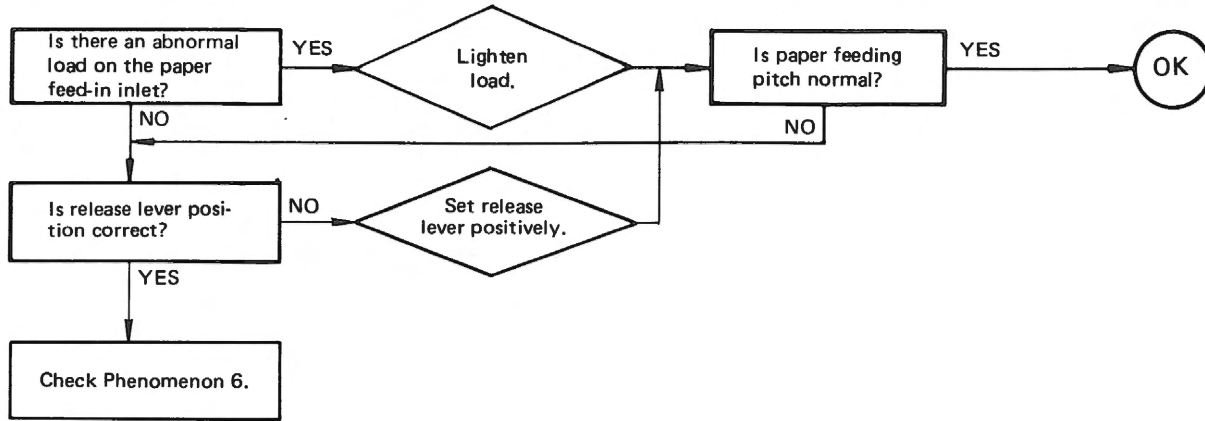 Is there an abnormal
load on the paper
feed-in inlet?
YES
Lighten
load.
Is paper feeding
pitch normal?
YES
OK
NO
NO
Is release lever posi-
tion correct?
NO
Set release
lever positively.
YES
Check Phenomenon 6.